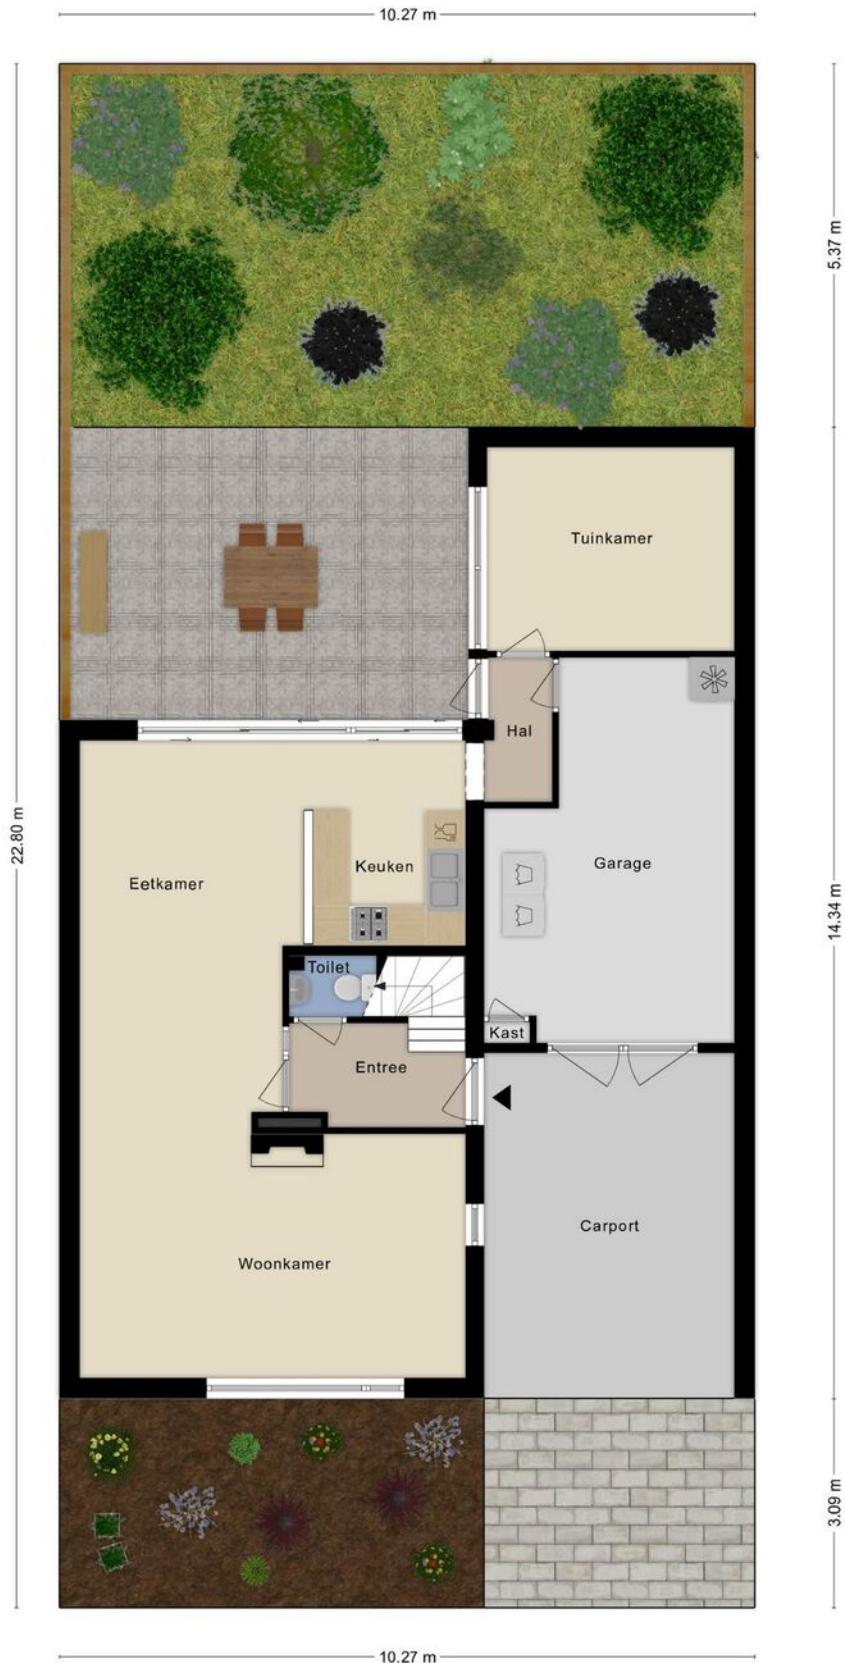 10.27 m
5.37 m
Tuinkamer
Hal
22.80 m
Keuken
Garage
Eetkamer
14.34 m
Toilet
Kast
Entree
Carport
Woonkamer
3.09 m
10.27 m